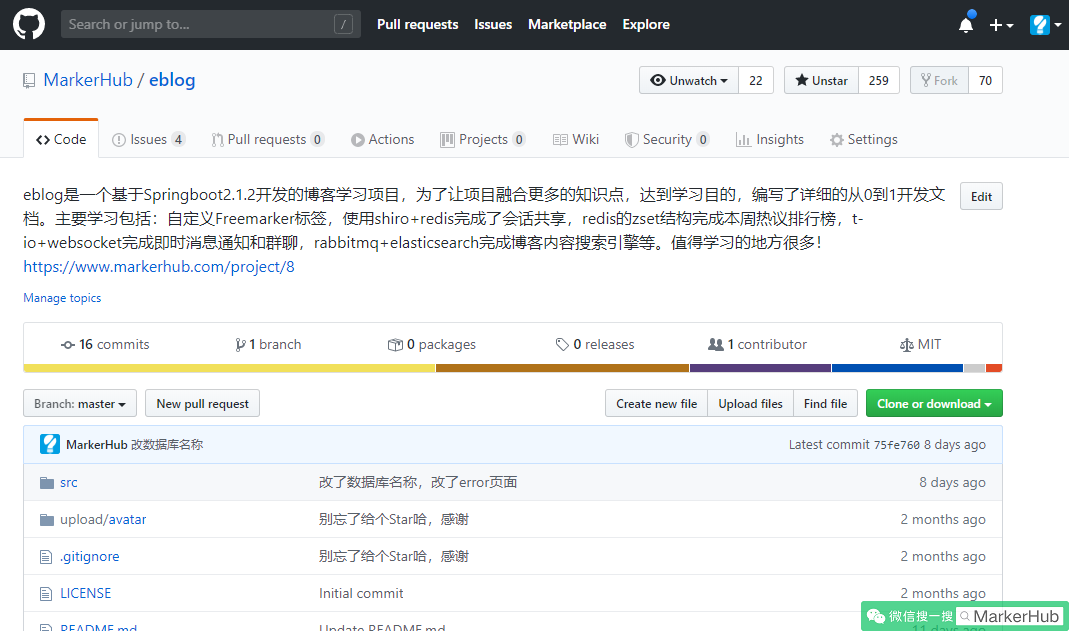 Search or jump to... / Pull requests Issues Marketplace Explore
MarkerHub / eblog Unwatch 22 Unstar 259 Fork 70
Code Issues 4 Pull requests 0 Actions Projects 0 Wiki Security 0 Insights Settings
eblog是一个基于Springboot2.1.2开发的博客学习项目，为了让项目融合更多的知识点，达到学习目的，编写了详细的从0到1开发文 Edit
档。主要学习包括：自定义Freemarker标签，使用shiro+redis完成了会话共享，redis的zset结构完成本周热议排行榜，t-
io+websocket完成即时消息通知和群聊，rabbitmq+elasticsearch完成博客内容搜索引擎等。值得学习的地方很多！
https://www.markerhub.com/project/8
Manage topics
16 commits 1 branch 0 packages 0 releases 1 contributor MIT
Branch: master New pull request Create new file Upload files Find file Clone or download
MarkerHub 改数据库名称 Latest commit 75fe760 8 days ago
src 改了数据库名称，改了error页面 8 days ago
upload/avatar 别忘了给个Star哈，感谢 2 months ago
.gitignore 别忘了给个Star哈，感谢 2 months ago
LICENSE Initial commit 2 months ago
README.md Update README.md 11 days ago
微信搜一搜 MarkerHub